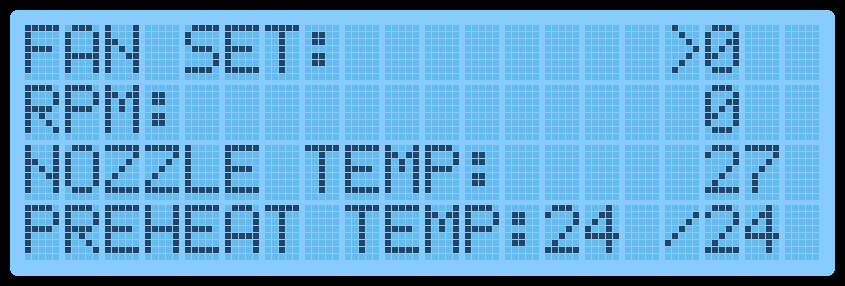 FAN SET: >0
RPM: 0
NOZZLE TEMP: 27
PREHEAT TEMP:24 /24